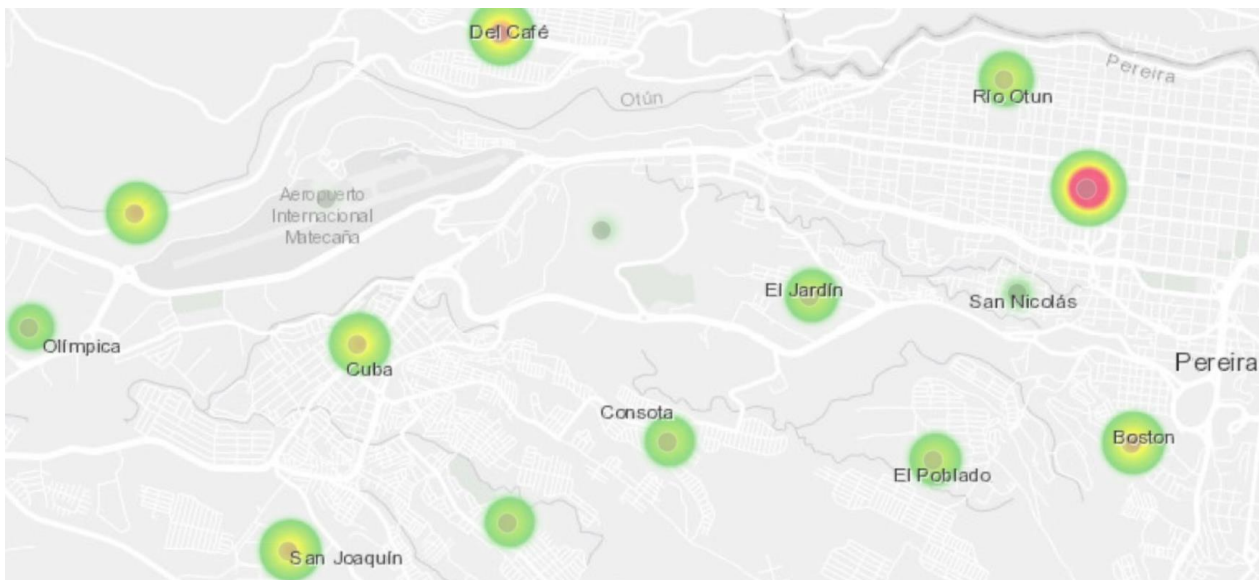 Del Café
Pereira
Otún
Río Otun
Aeropuerto
Internacional
Matecaña
El Jardín
San Nicolás
Olímpica
Cuba
Pereira
Consota
Boston
El Poblado
San Joaquín